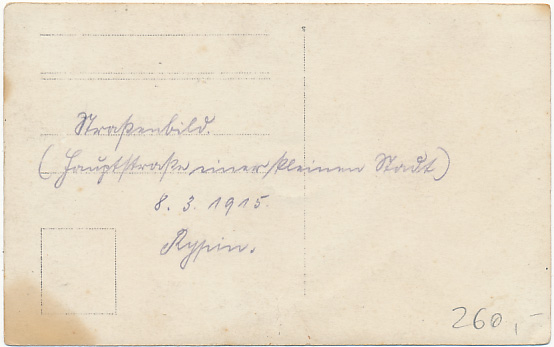 Straßenbild.
(Hauptstraße einer kleinen Stadt)
8. 3. 1915.
Rypin.
260,-